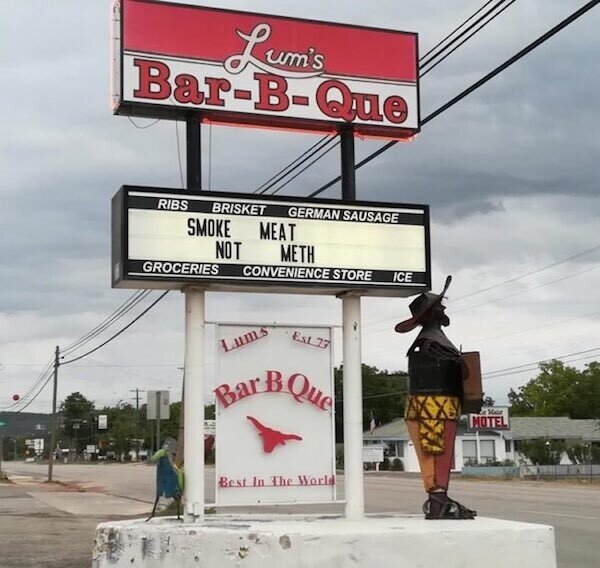 Lum's
Bar-B-Que
RIBS BRISKET GERMAN SAUSAGE
SMOKE MEAT
NOT METH
GROCERIES CONVENIENCE STORE ICE
Lum's Est 77
Bar B Que
Best In The World
MOTEL